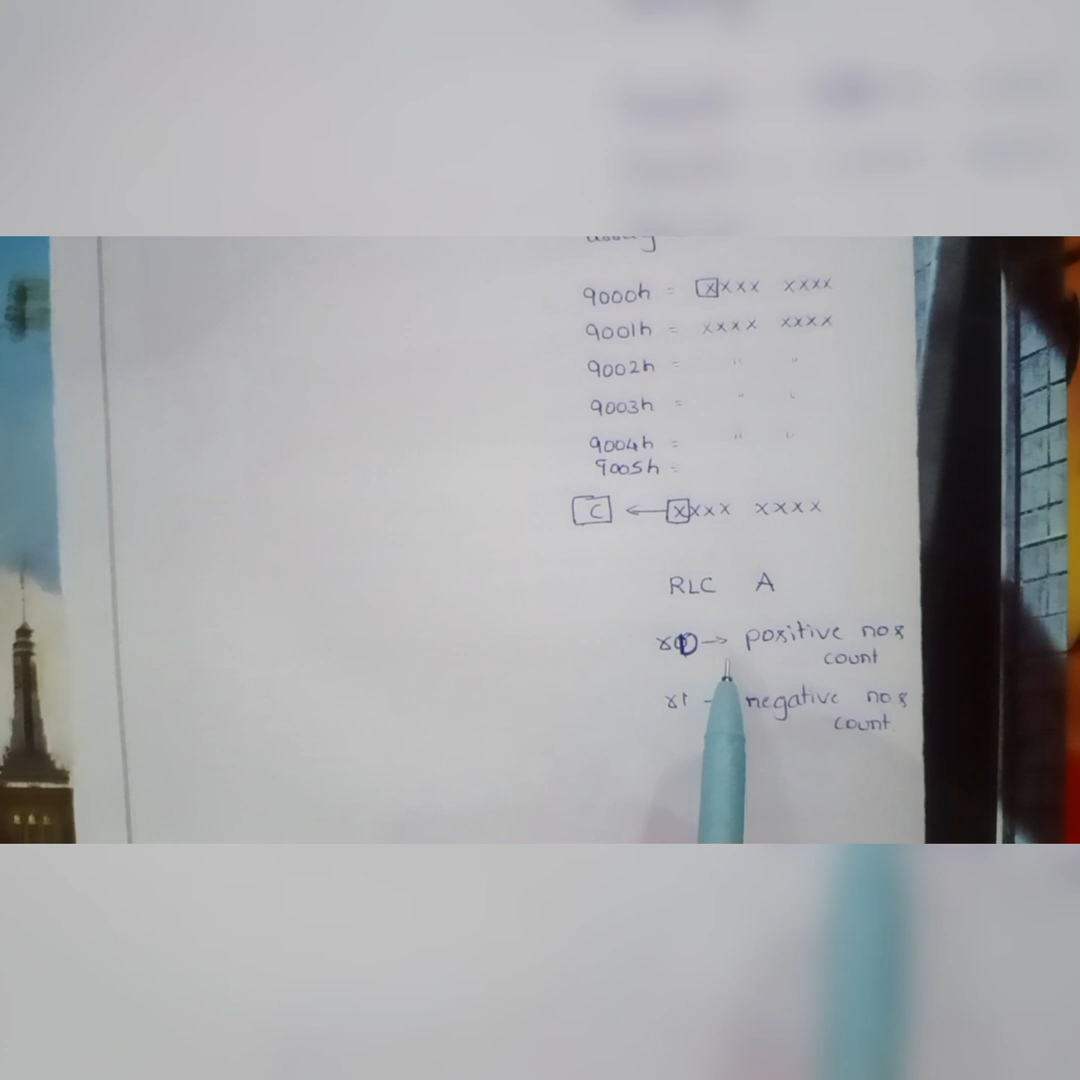 9000h = xxxx xxxx
9001h = xxxx xxxx
9002h = " "
9003h = " "
9004h = " "
9005h =
C ← xxxx xxxx
RLC A
→ positive nos
count
r1 - negative nos
count